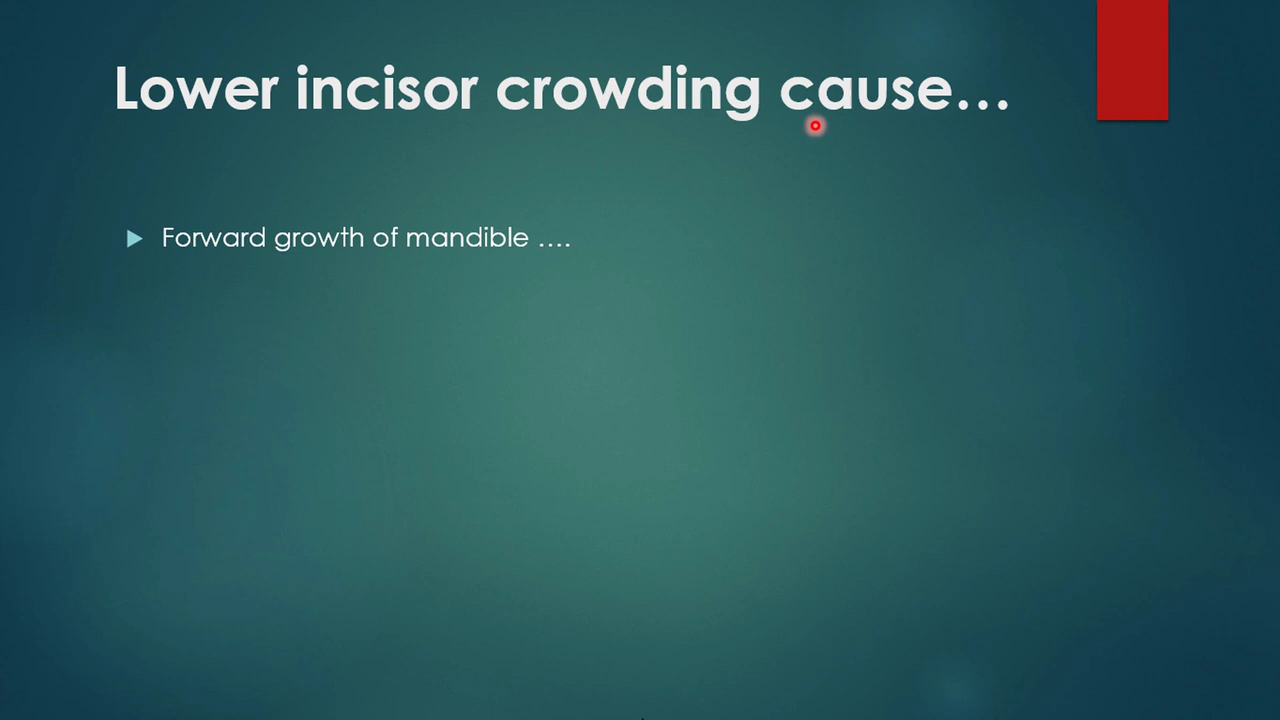 Lower incisor crowding cause…
Forward growth of mandible ….